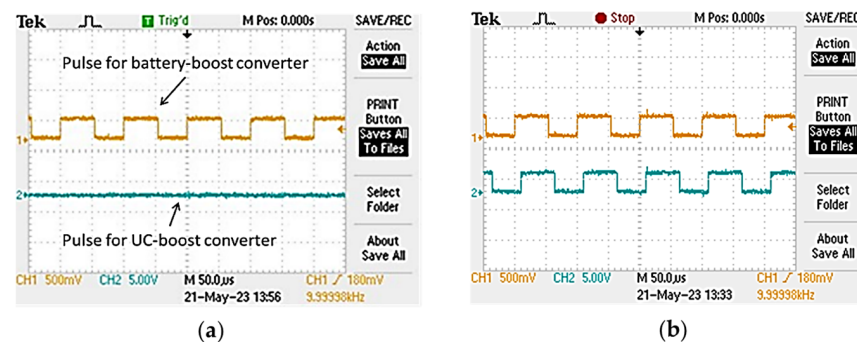 Tek Trig'd M Pos: 0.000s SAVE/REC
Action
Save All
Pulse for battery-boost converter
PRINT
Button
Saves All
To Files
1
2
Select
Folder
Pulse for UC-boost converter
About
Save All
CH1 500mV CH2 5.00V M 50.0µs CH1 180mV
21-May-23 13:56 9.99998kHz
(a)
Tek Stop M Pos: 0.000s SAVE/REC
Action
Save All
PRINT
Button
Saves All
To Files
1
2
Select
Folder
About
Save All
CH1 500mV CH2 5.00V M 50.0µs CH1 180mV
21-May-23 13:33 9.99998kHz
(b)